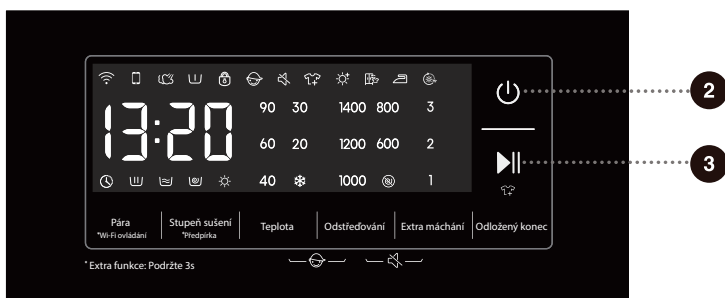 2
13:20
90 30 1400 800 3
60 20 1200 600 2
40 1000 1
3
Pára
*Wi-Fi ovládání
Stupeň sušení
*Předpírka
Teplota
Odstřeďování
Extra máchání
Odložený konec
*Extra funkce: Podržte 3s